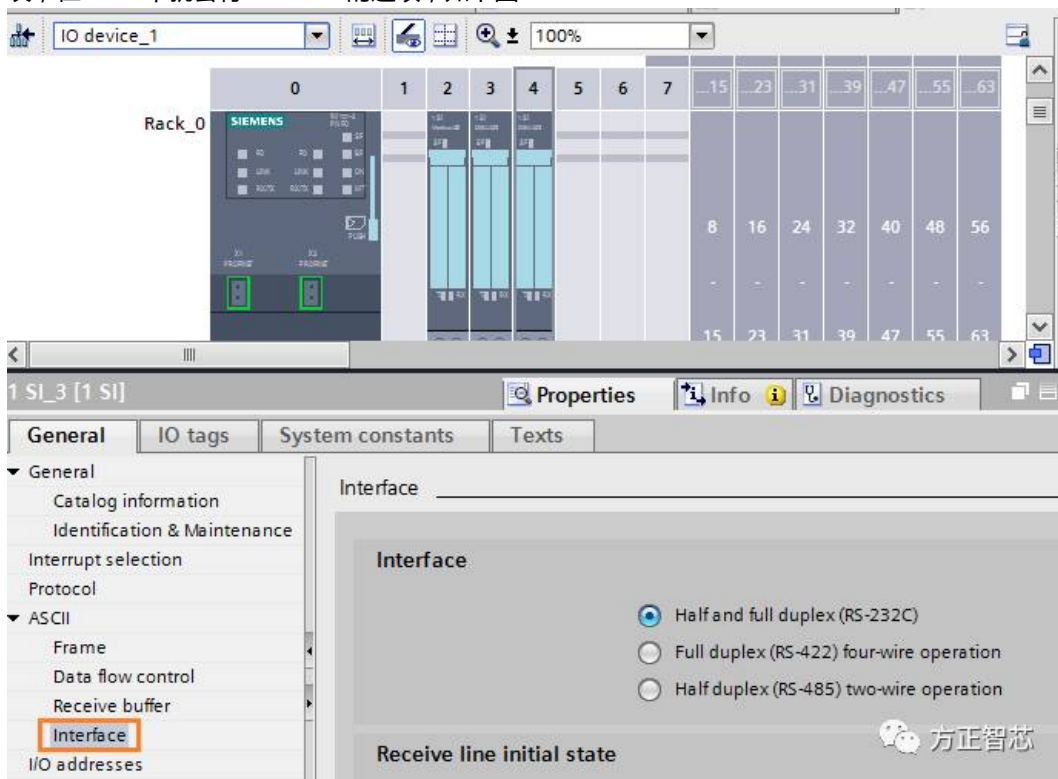 IO device_1
100%
0 1 2 3 4 5 6 7 ...15 ...23 ...31 ...39 ...47 ...55 ...63
Rack_0
SIEMENS
PUSH
8 16 24 32 40 48 56
- - - - - - -
15 23 31 39 47 55 63
1 SI_3 [1 SI]
Properties
Info
Diagnostics
General
IO tags
System constants
Texts
General
Catalog information
Identification & Maintenance
Interrupt selection
Protocol
ASCII
Frame
Data flow control
Receive buffer
Interface
I/O addresses
Interface
Interface
Half and full duplex (RS-232C)
Full duplex (RS-422) four-wire operation
Half duplex (RS-485) two-wire operation
Receive line initial state
方正智芯